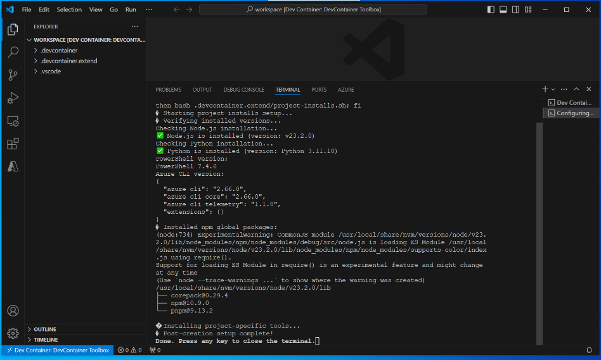 File Edit Selection View Go Run ···
workspace [Dev Container: DevContainer Toolbox]
EXPLORER ···
WORKSPACE [DEV CONTAINER: DEVCONTA...
.devcontainer
.devcontainer.extend
.vscode
OUTLINE
TIMELINE
PROBLEMS OUTPUT DEBUG CONSOLE TERMINAL PORTS AZURE
then bash .devcontainer.extend/project-installs.sh; fi
� Starting project installs setup...
� Verifying installed versions...
Checking Node.js installation...
✅ Node.js is installed (version: v23.2.0)
Checking Python installation...
✅ Python is installed (version: Python 3.11.10)
PowerShell version:
PowerShell 7.4.6
Azure CLI version:
{
"azure cli": "2.66.0",
"azure cli core": "2.66.0",
"azure cli telemetry": "1.1.0",
"extensions": {}
}
� Installed npm global packages:
(node:734) ExperimentalWarning: CommonJS module /usr/local/share/nvm/versions/node/v23.
2.0/lib/node_modules/npm/node_modules/debug/src/node.js is loading ES Module /usr/local
/share/nvm/versions/node/v23.2.0/lib/node_modules/npm/node_modules/supports-color/index
.js using require().
Support for loading ES Module in require() is an experimental feature and might change
at any time
(Use `node --trace-warnings ...` to show where the warning was created)
/usr/local/share/nvm/versions/node/v23.2.0/lib
├── corepack@0.29.4
├── npm@10.9.0
└── pnpm@9.13.2
� Installing project-specific tools...
� Post-creation setup complete!
Done. Press any key to close the terminal.
Dev Contai...
Configuring...
Dev Container: DevContainer Toolbox 0 0 0